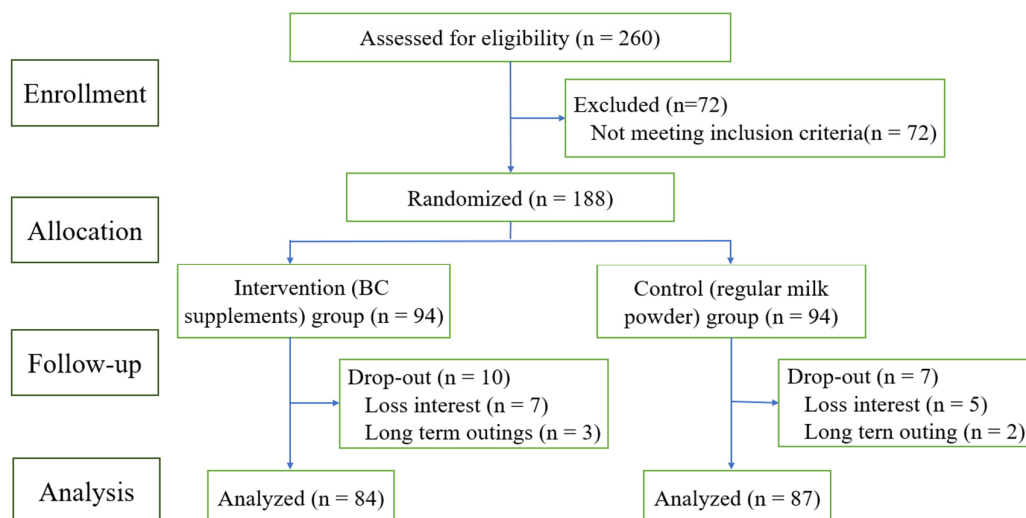 Assessed for eligibility (n = 260)
Enrollment
Excluded (n=72)
Not meeting inclusion criteria(n = 72)
Randomized (n = 188)
Allocation
Intervention (BC
supplements) group (n = 94)
Control (regular milk
powder) group (n = 94)
Follow-up
Drop-out (n = 10)
Loss interest (n = 7)
Long term outings (n = 3)
Drop-out (n = 7)
Loss interest (n = 5)
Long tern outing (n = 2)
Analysis
Analyzed (n = 84)
Analyzed (n = 87)